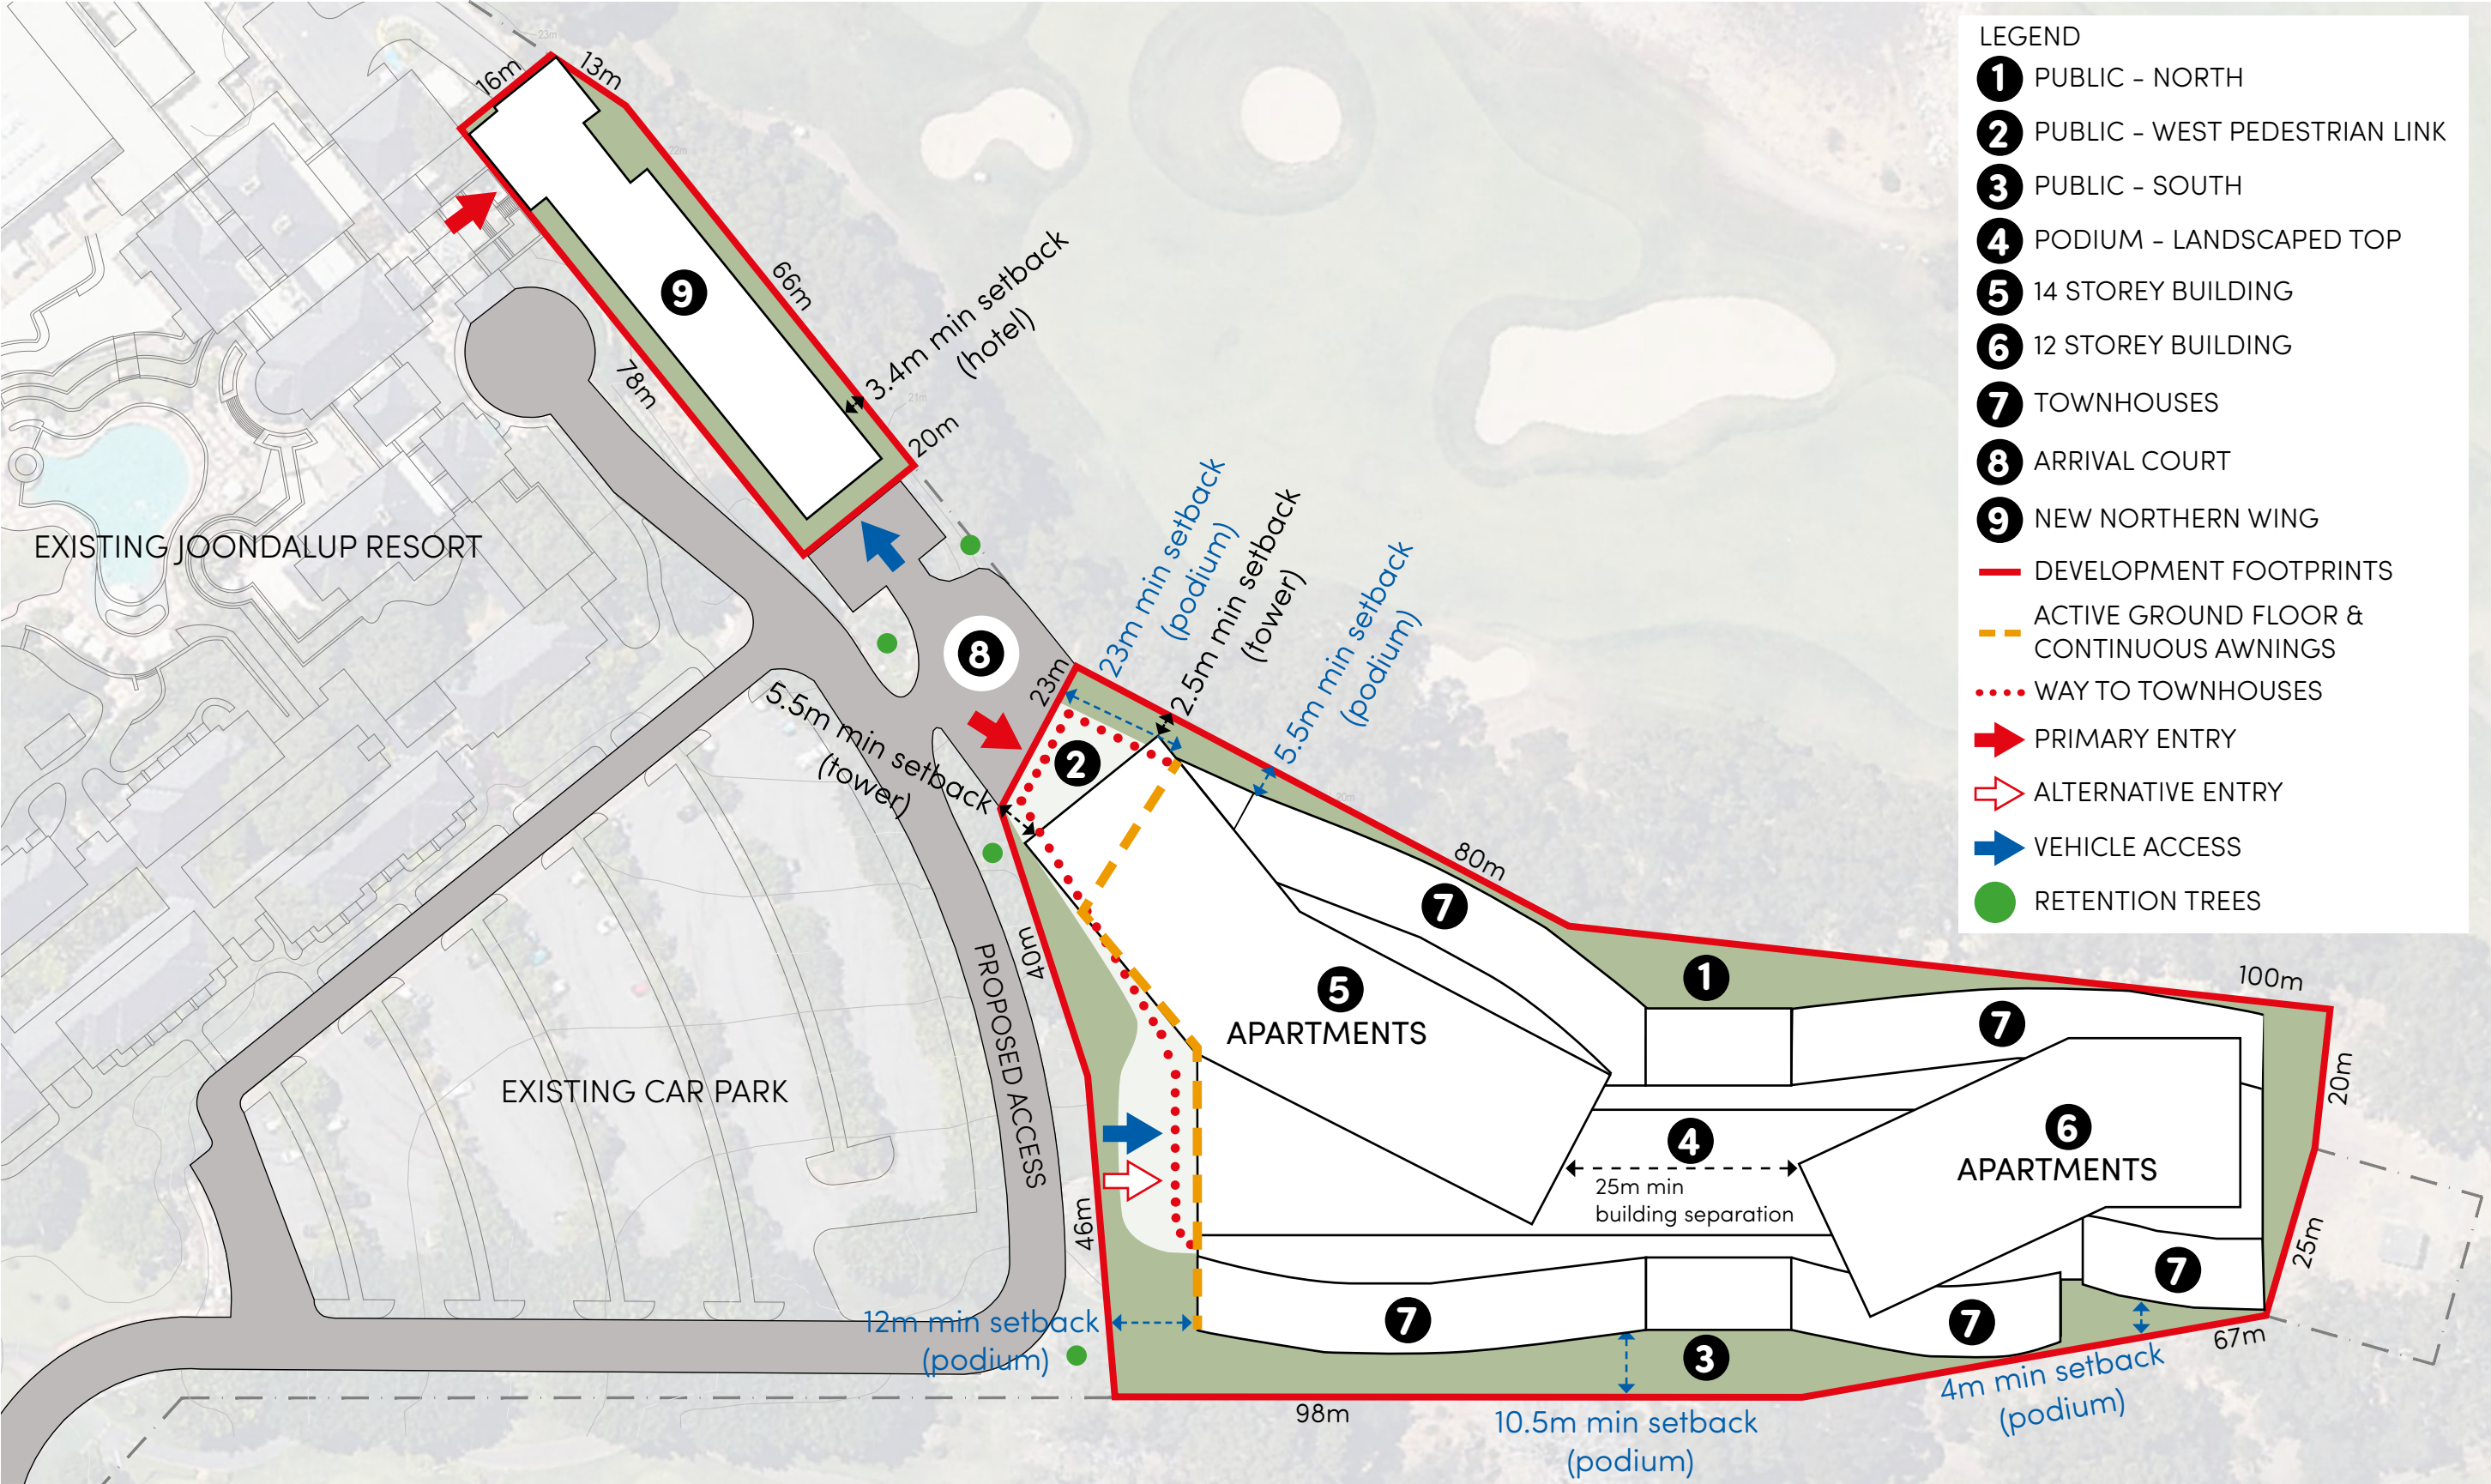 LEGEND
1 PUBLIC - NORTH
2 PUBLIC - WEST PEDESTRIAN LINK
3 PUBLIC - SOUTH
4 PODIUM - LANDSCAPED TOP
5 14 STOREY BUILDING
6 12 STOREY BUILDING
7 TOWNHOUSES
8 ARRIVAL COURT
9 NEW NORTHERN WING
DEVELOPMENT FOOTPRINTS
ACTIVE GROUND FLOOR &
CONTINUOUS AWNINGS
WAY TO TOWNHOUSES
PRIMARY ENTRY
ALTERNATIVE ENTRY
VEHICLE ACCESS
RETENTION TREES
23m
16m
13m
22m
9
66m
78m
3.4m min setback
(hotel)
21m
20m
EXISTING JOONDALUP RESORT
8
23m
23m min setback
(podium)
2.5m min setback
(tower)
5.5m min setback
(podium)
5.5m min setback
(tower)
2
20m
80m
7
40m
PROPOSED ACCESS
5
APARTMENTS
1
100m
7
20m
EXISTING CAR PARK
4
25m min
building separation
6
APARTMENTS
46m
25m
7
12m min setback
(podium)
7
3
7
67m
4m min setback
(podium)
98m
10.5m min setback
(podium)